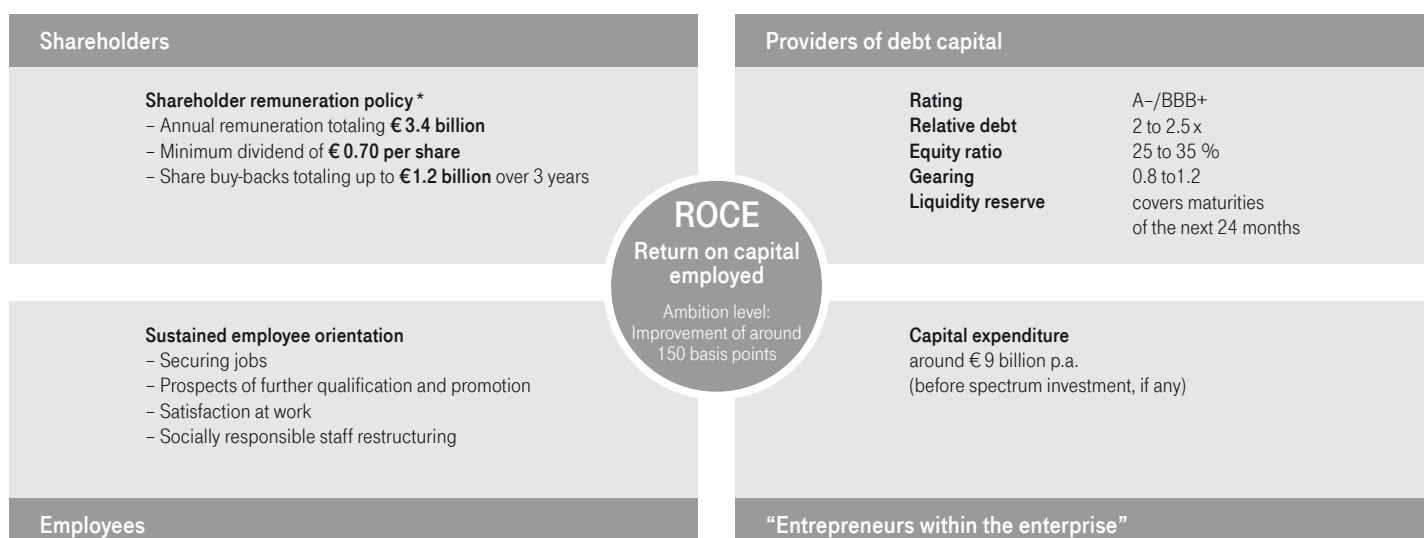 Shareholders
Shareholder remuneration policy *
– Annual remuneration totaling € 3.4 billion
– Minimum dividend of € 0.70 per share
– Share buy-backs totaling up to €1.2 billion over 3 years
Providers of debt capital
Rating A–/BBB+
Relative debt 2 to 2.5 x
Equity ratio 25 to 35 %
Gearing 0.8 to1.2
Liquidity reserve covers maturities
of the next 24 months
ROCE
Return on capital
employed
Ambition level:
Improvement of around
150 basis points
Sustained employee orientation
– Securing jobs
– Prospects of further qualification and promotion
– Satisfaction at work
– Socially responsible staff restructuring
Employees
Capital expenditure
around € 9 billion p.a.
(before spectrum investment, if any)
“Entrepreneurs within the enterprise”